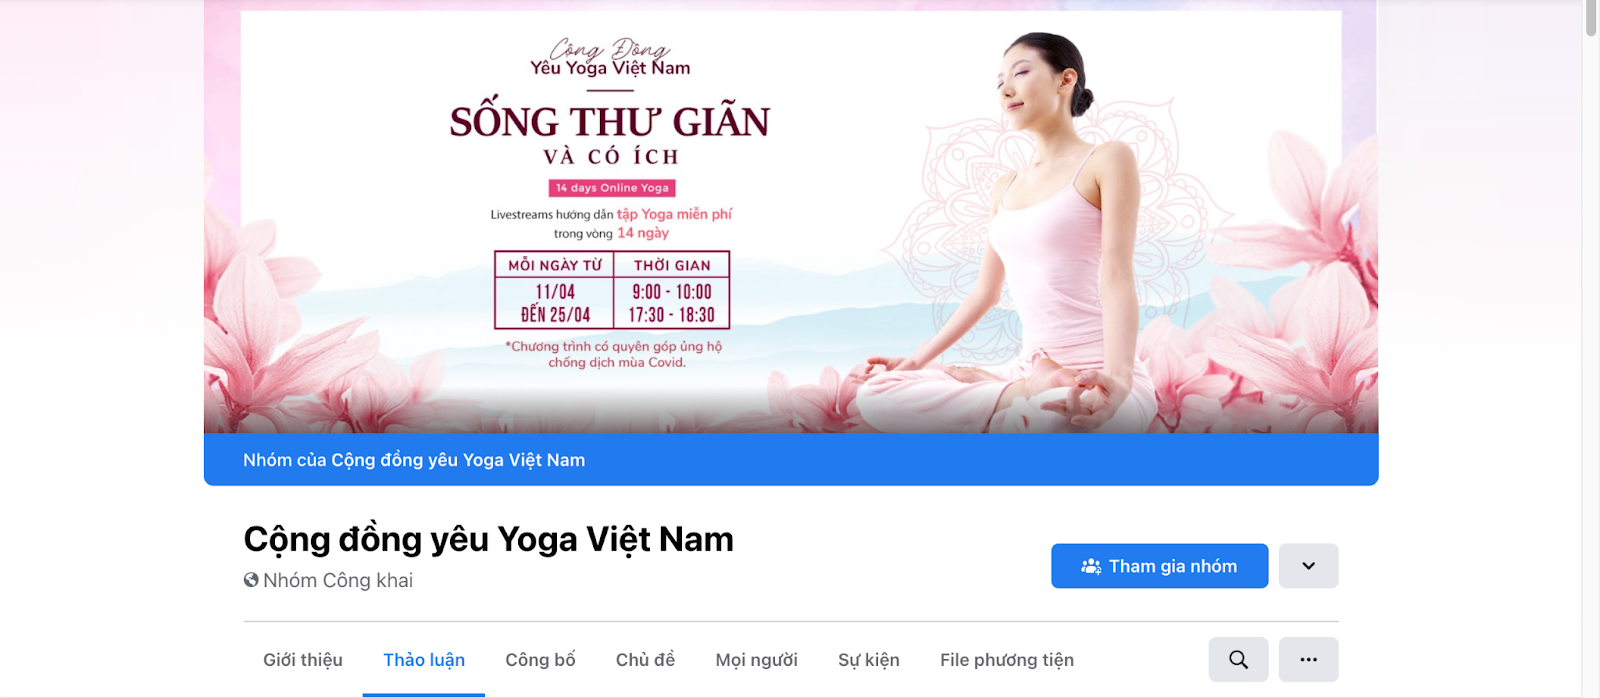 Cộng Đồng
Yêu Yoga Việt Nam
SỐNG THƯ GIÃN
VÀ CÓ ÍCH
14 days Online Yoga
Livestreams hướng dẫn tập Yoga miễn phí
trong vòng 14 ngày
MỖI NGÀY TỪ THỜI GIAN
11/04 9:00 - 10:00
ĐẾN 25/04 17:30 - 18:30
*Chương trình có quyên góp ủng hộ
chống dịch mùa Covid.
Nhóm của Cộng đồng yêu Yoga Việt Nam
Cộng đồng yêu Yoga Việt Nam
Nhóm Công khai
Tham gia nhóm
Giới thiệu Thảo luận Công bố Chủ đề Mọi người Sự kiện File phương tiện